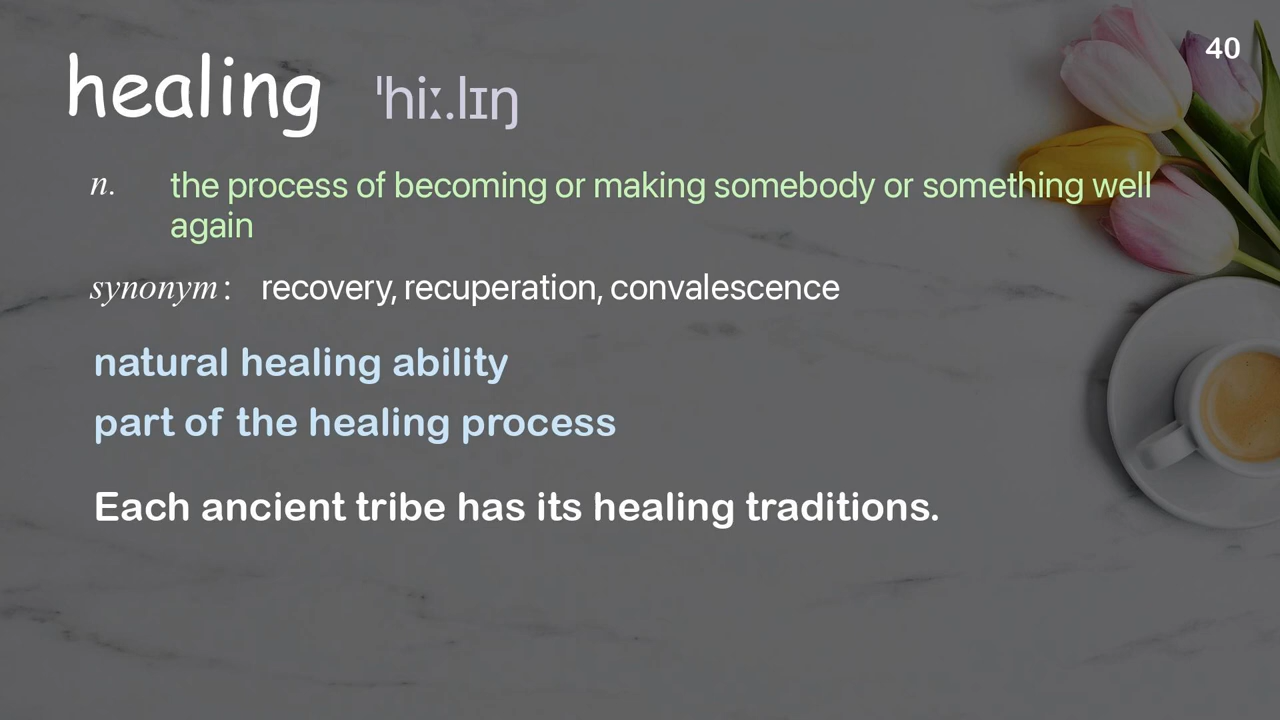 40
healing ˈhiː.lɪŋ
n. the process of becoming or making somebody or something well
again
synonym: recovery, recuperation, convalescence
natural healing ability
part of the healing process
Each ancient tribe has its healing traditions.